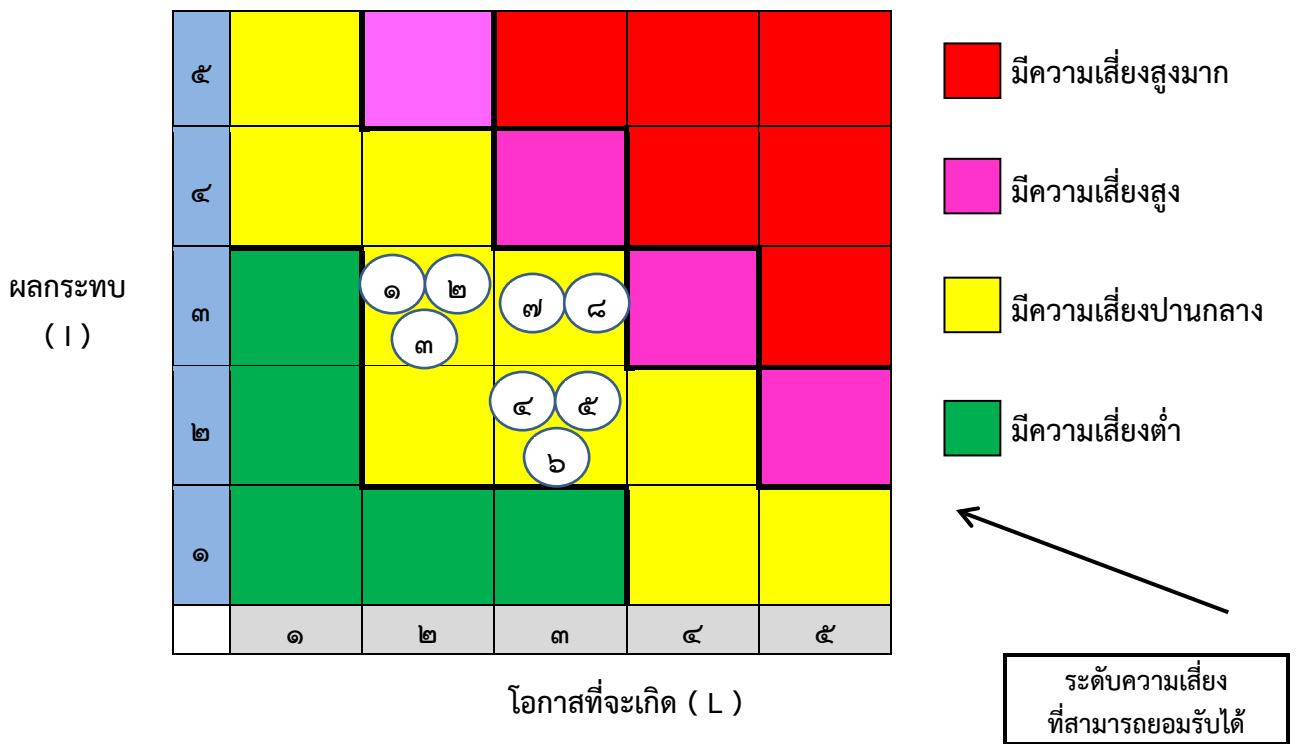 ๕
มีความเสี่ยงสูงมาก
๔
มีความเสี่ยงสูง
ผลกระทบ
( I )
๓
๑ ๒
๓
๗ ๘
มีความเสี่ยงปานกลาง
๒
๔ ๕
๖
มีความเสี่ยงต่ำ
๑
๑ ๒ ๓ ๔ ๕
โอกาสที่จะเกิด ( L )
ระดับความเสี่ยง
ที่สามารถยอมรับได้